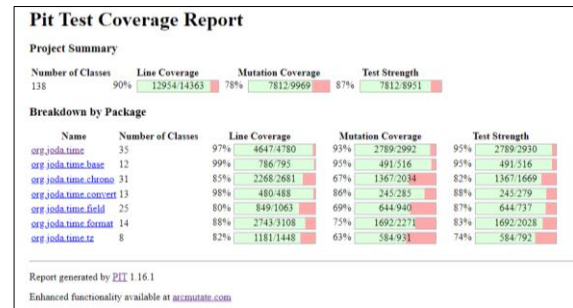 Pit Test Coverage Report
Project Summary
Number of Classes Line Coverage Mutation Coverage Test Strength
138 90% 12954/14363 78% 7812/9969 87% 7812/8951
Breakdown by Package
Name Number of Classes Line Coverage Mutation Coverage Test Strength
org.joda.time 35 97% 4647/4780 93% 2789/2992 95% 2789/2930
org.joda.time.base 12 99% 786/795 95% 491/516 95% 491/516
org.joda.time.chrono 31 85% 2268/2681 67% 1367/2034 82% 1367/1669
org.joda.time.convert 13 98% 480/488 86% 245/285 88% 245/279
org.joda.time.field 25 80% 849/1063 69% 644/940 87% 644/737
org.joda.time.format 14 88% 2743/3108 75% 1692/2271 83% 1692/2028
org.joda.time.tz 8 82% 1181/1448 63% 584/931 74% 584/792
Report generated by PIT 1.16.1
Enhanced functionality available at arcmutate.com